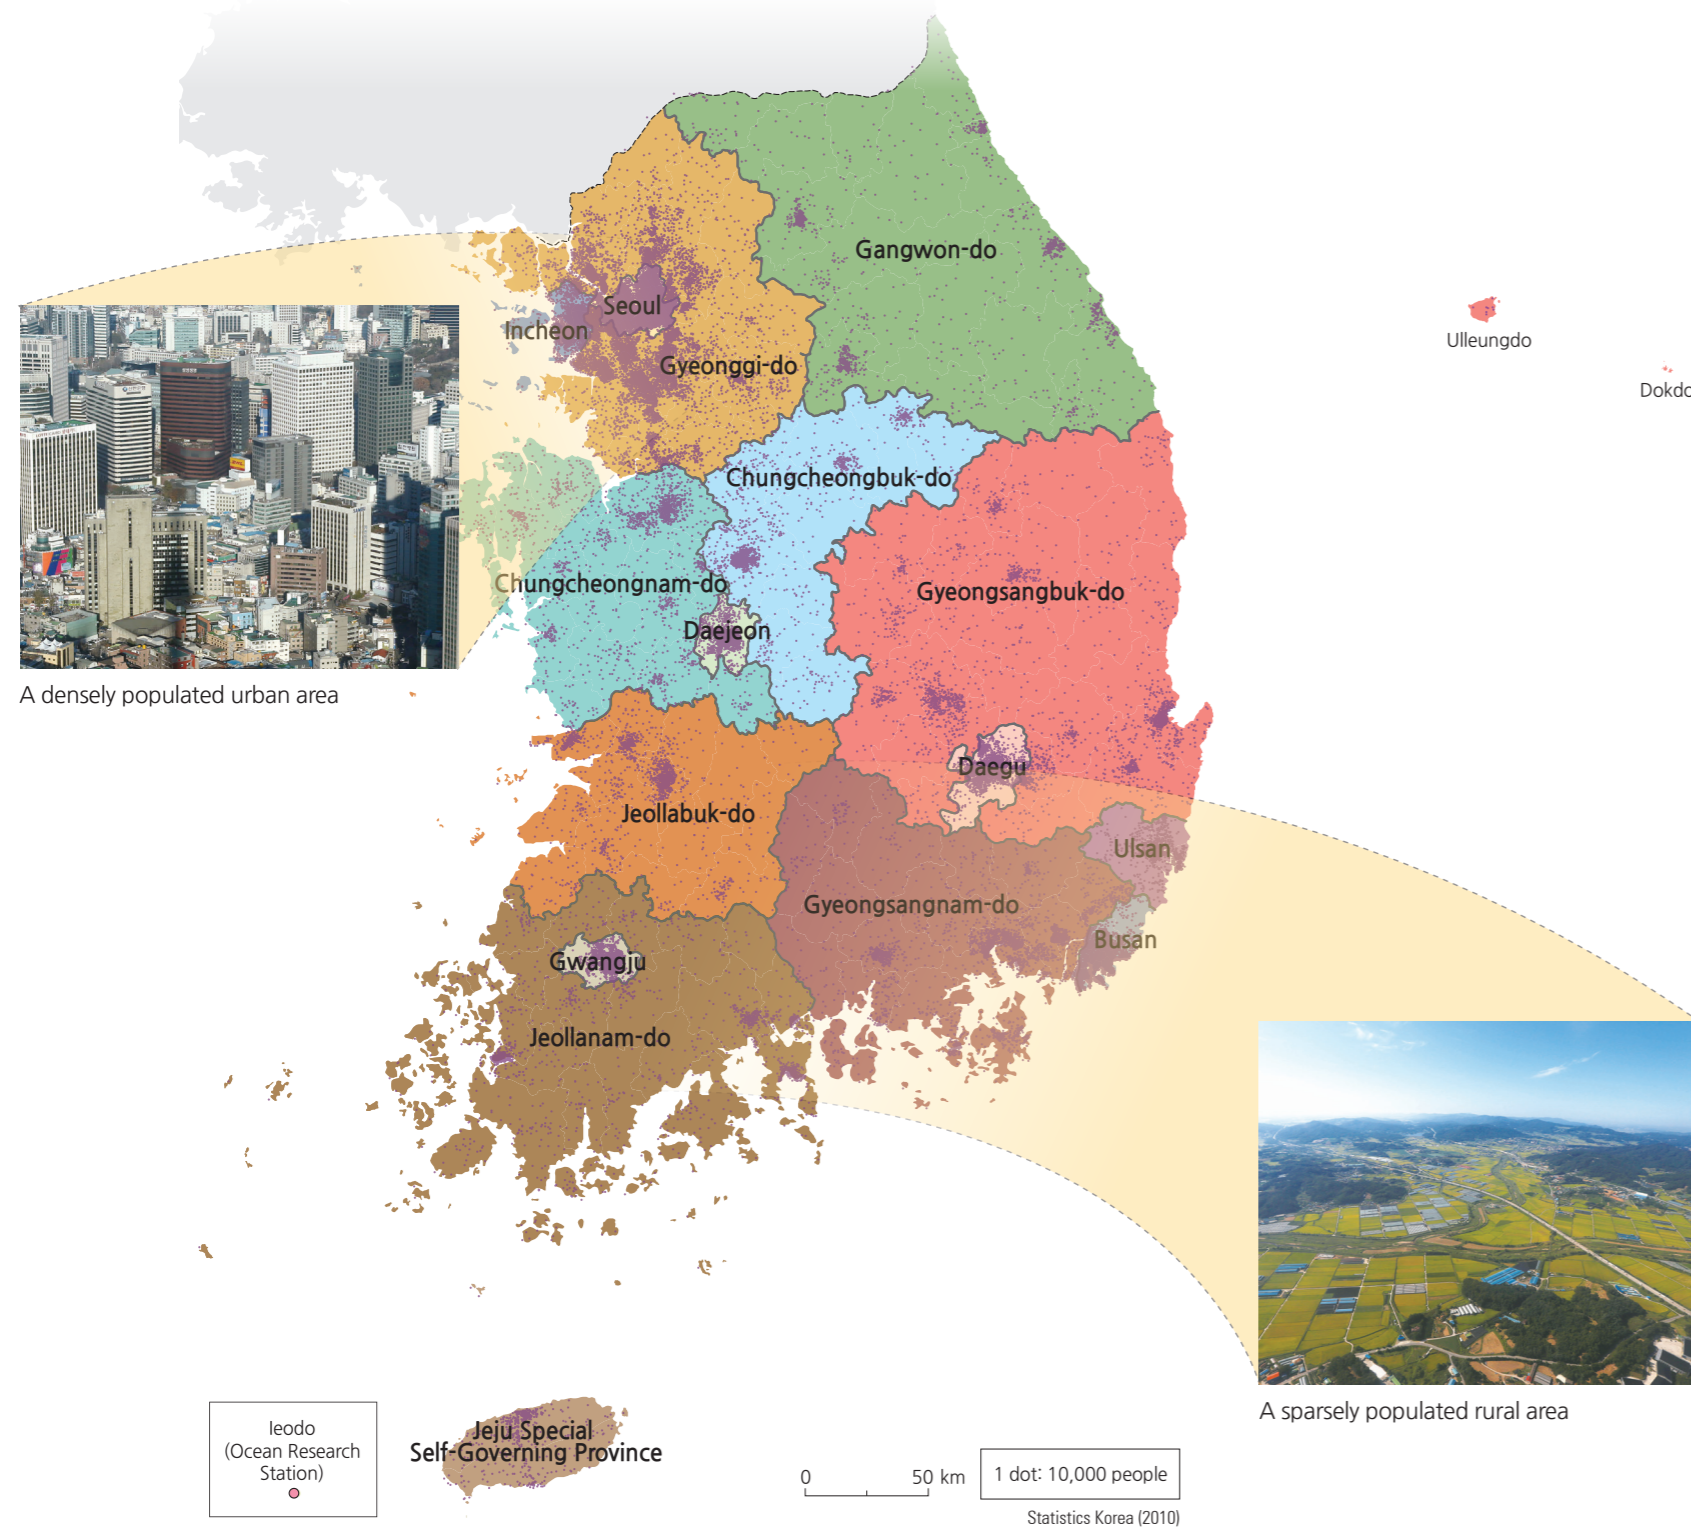 Gangwon-do
Seoul
Incheon
Ulleungdo
Gyeonggi-do
Dokdo
Chungcheongbuk-do
Chungcheongnam-do
Gyeongsangbuk-do
Daejeon
A densely populated urban area
Daegu
Jeollabuk-do
Ulsan
Gyeongsangnam-do
Busan
Gwangju
Jeollanam-do
A sparsely populated rural area
Ieodo
(Ocean Research
Station)
Jeju Special
Self-Governing Province
0 50 km
1 dot: 10,000 people
Statistics Korea (2010)